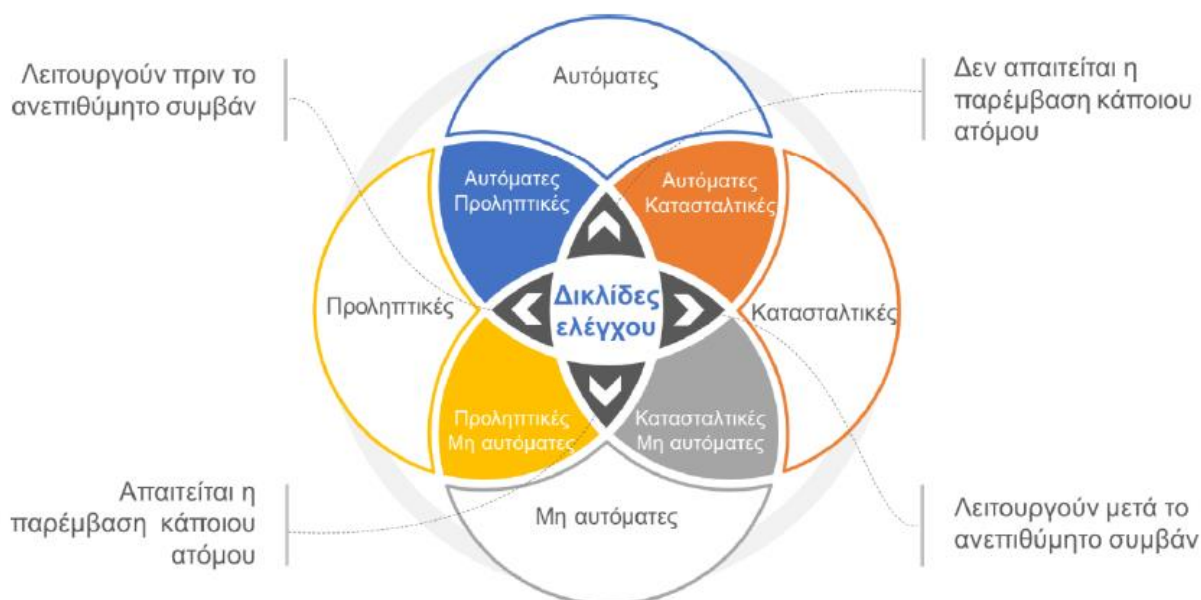 Αυτόματες
Λειτουργούν πριν το
ανεπιθύμητο συμβάν
Δεν απαιτείται η
παρέμβαση κάποιου
ατόμου
Αυτόματες
Προληπτικές
Αυτόματες
Κατασταλτικές
Προληπτικές
Δικλίδες
ελέγχου
Κατασταλτικές
Προληπτικές
Μη αυτόματες
Κατασταλτικές
Μη αυτόματες
Απαιτείται η
παρέμβαση κάποιου
ατόμου
Μη αυτόματες
Λειτουργούν μετά το
ανεπιθύμητο συμβάν